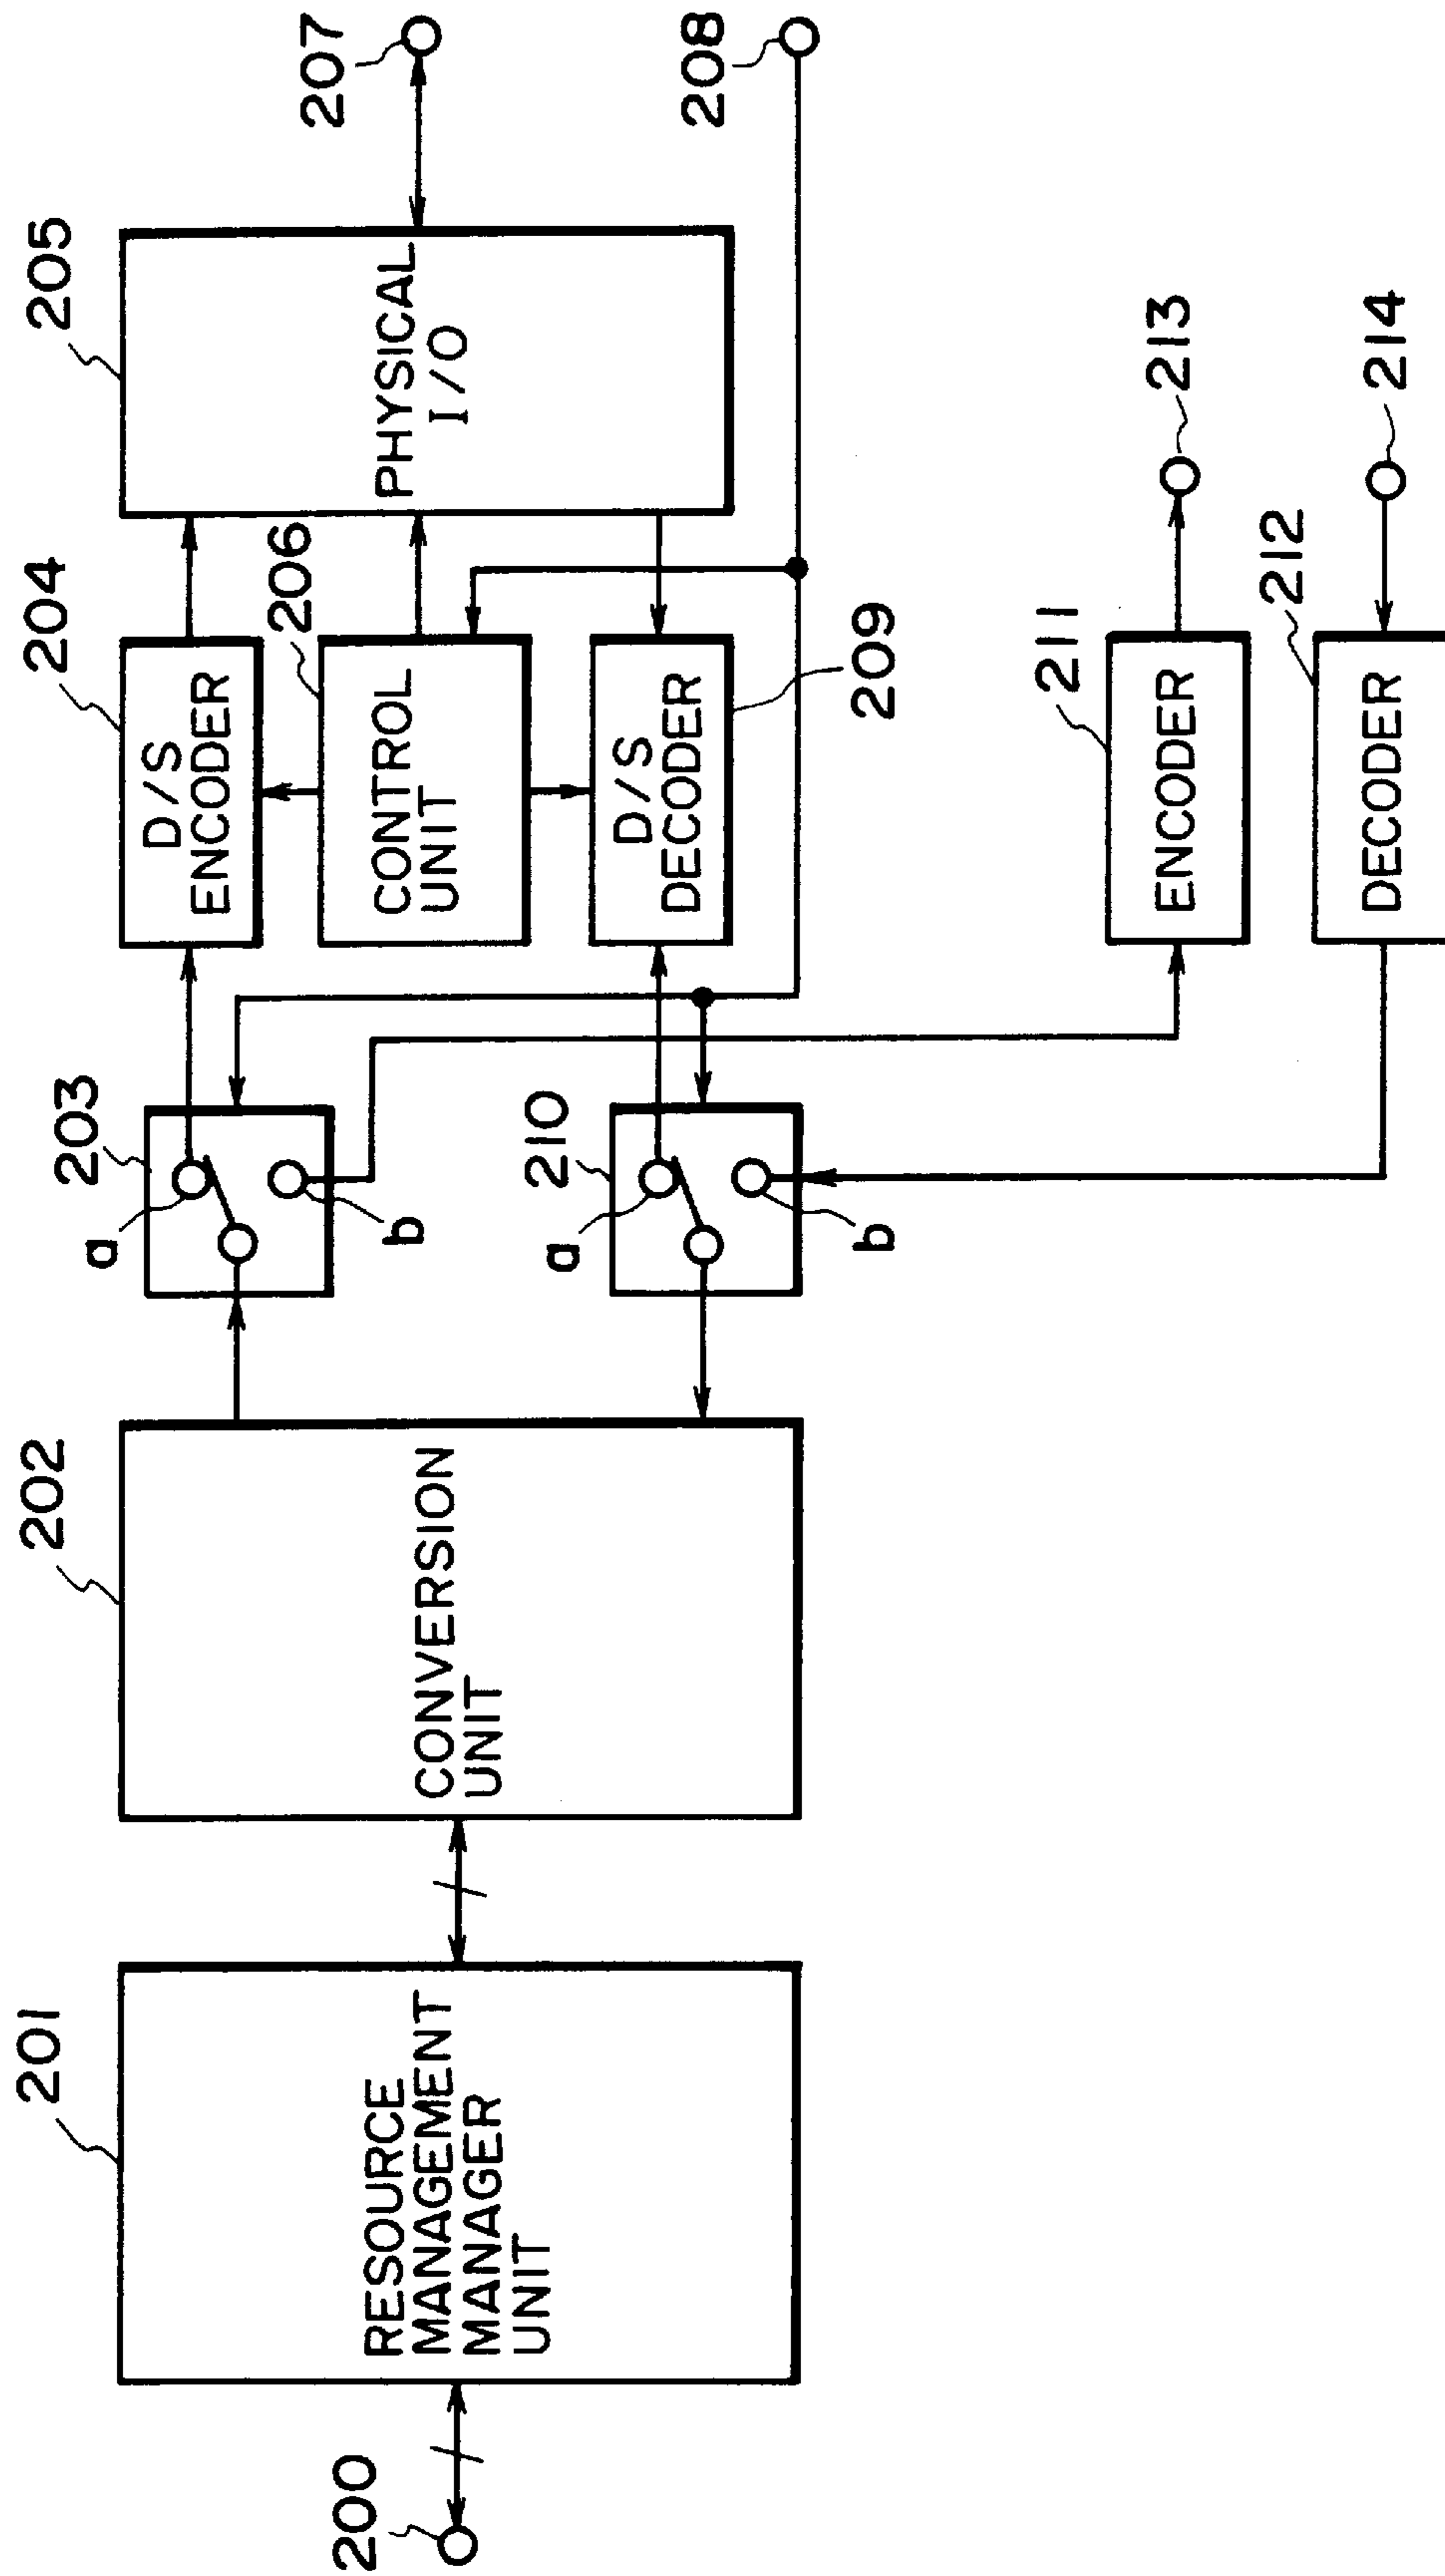 200
201
RESOURCE
MANAGEMENT
MANAGER
UNIT
202
CONVERSION
UNIT
203
a
b
210
a
b
204
D/S
ENCODER
206
CONTROL
UNIT
D/S
DECODER
209
205
PHYSICAL
I/O
207
208
211
ENCODER
213
212
DECODER
214